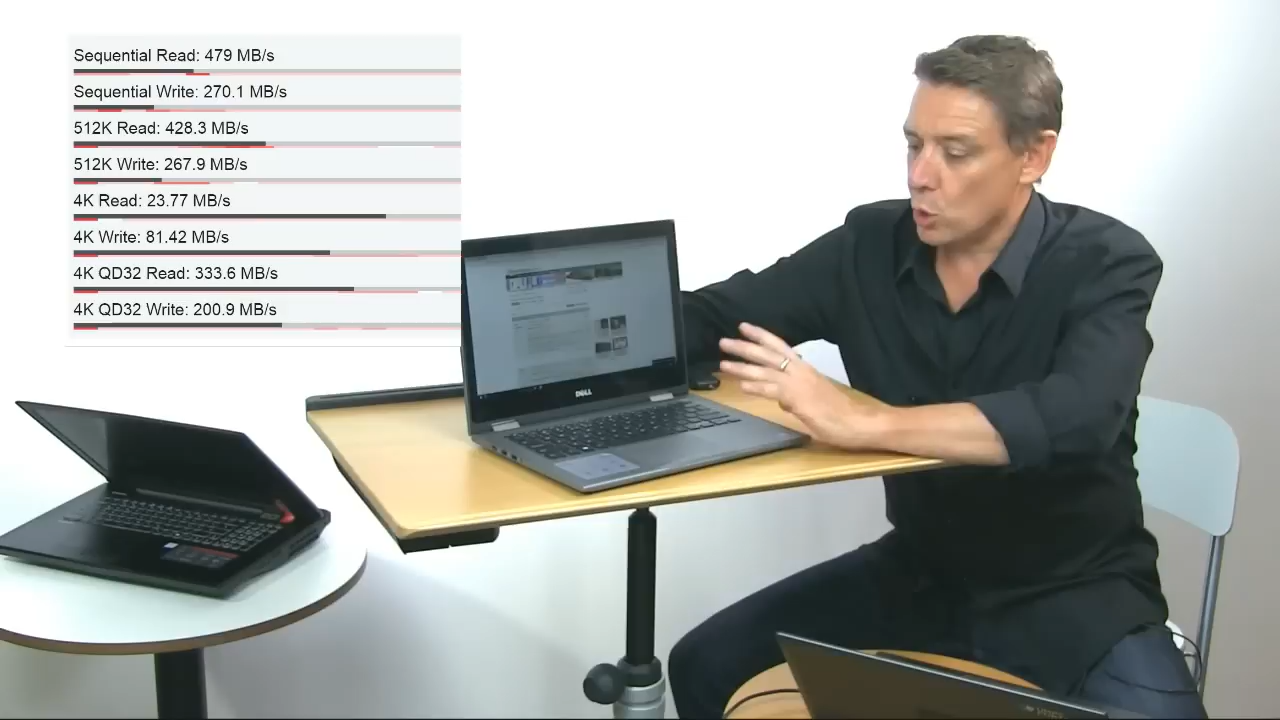 Sequential Read: 479 MB/s
Sequential Write: 270.1 MB/s
512K Read: 428.3 MB/s
512K Write: 267.9 MB/s
4K Read: 23.77 MB/s
4K Write: 81.42 MB/s
4K QD32 Read: 333.6 MB/s
4K QD32 Write: 200.9 MB/s
DELL